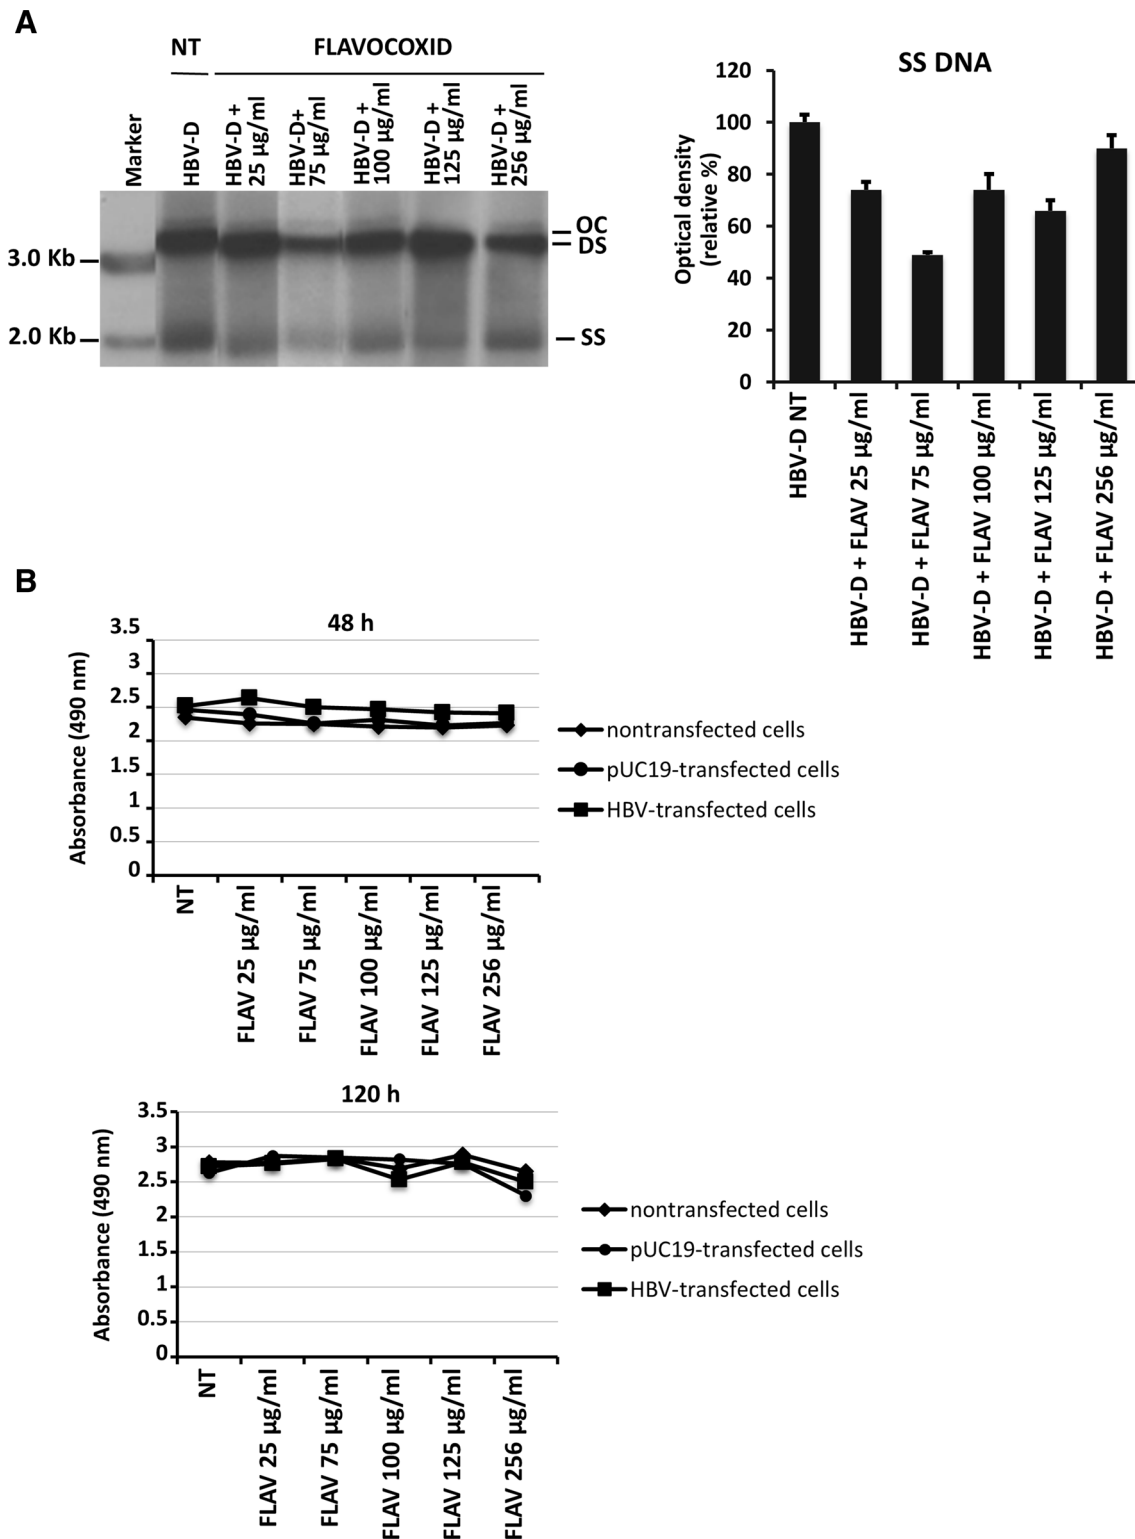 A
NT
FLAVOCOXID
Marker
HBV-D
HBV-D +
25 µg/ml
HBV-D+
75 µg/ml
HBV-D +
100 µg/ml
HBV-D +
125 µg/ml
HBV-D +
256 µg/ml
3.0 Kb
2.0 Kb
OC
DS
SS
SS DNA
Optical density
(relative %)
120
100
80
60
40
20
0
HBV-D NT
HBV-D + FLAV 25 µg/ml
HBV-D + FLAV 75 µg/ml
HBV-D + FLAV 100 µg/ml
HBV-D + FLAV 125 µg/ml
HBV-D + FLAV 256 µg/ml
B
48 h
Absorbance (490 nm)
3.5
3
2.5
2
1.5
1
0.5
0
NT
FLAV 25 µg/ml
FLAV 75 µg/ml
FLAV 100 µg/ml
FLAV 125 µg/ml
FLAV 256 µg/ml
nontransfected cells
pUC19-transfected cells
HBV-transfected cells
120 h
Absorbance (490 nm)
3.5
3
2.5
2
1.5
1
0.5
0
NT
FLAV 25 µg/ml
FLAV 75 µg/ml
FLAV 100 µg/ml
FLAV 125 µg/ml
FLAV 256 µg/ml
nontransfected cells
pUC19-transfected cells
HBV-transfected cells